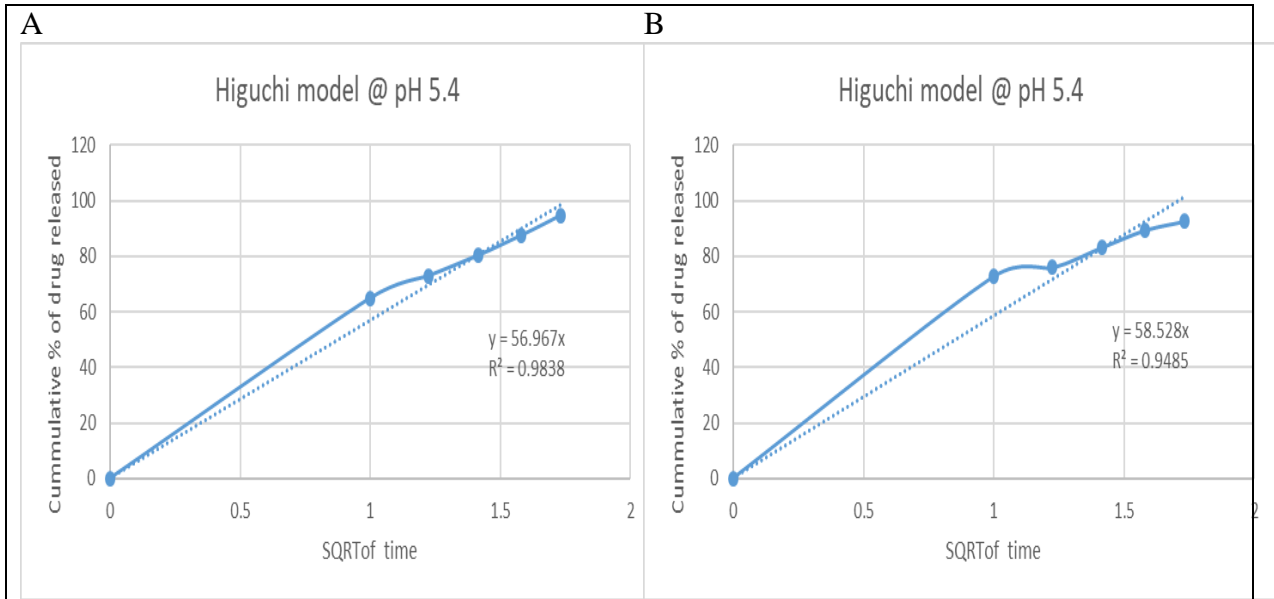 A
Higuchi model @ pH 5.4
Cummulative % of drug released
120
100
80
60
40
20
0
y = 56.967x
R² = 0.9838
0 0.5 1 1.5 2
SQRTof time
B
Higuchi model @ pH 5.4
Cummulative % of drug released
120
100
80
60
40
20
0
y = 58.528x
R² = 0.9485
0 0.5 1 1.5 2
SQRTof time